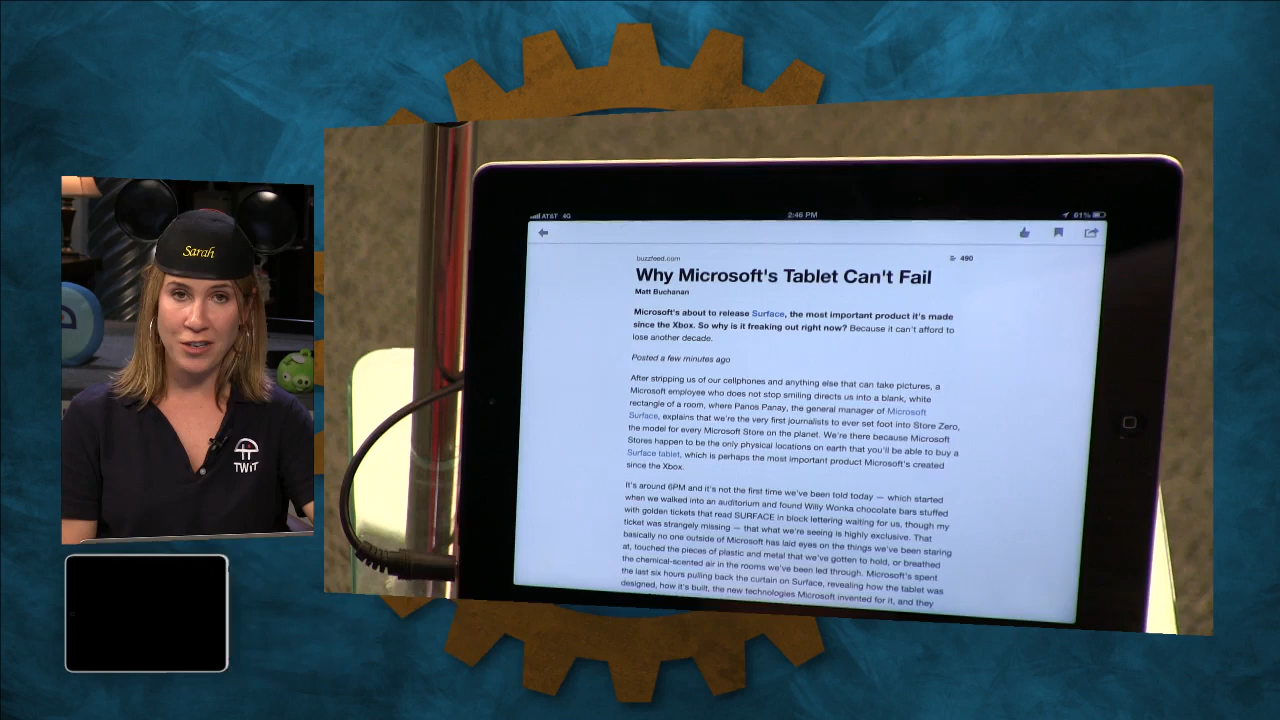 Sarah
TWiT
AT&T 4G
2:46 PM
61%
buzzfeed.com
490
Why Microsoft's Tablet Can't Fail
Matt Buchanan
Microsoft's about to release Surface, the most important product it's made
since the Xbox. So why is it freaking out right now? Because it can't afford to
lose another decade.
Posted a few minutes ago
After stripping us of our cellphones and anything else that can take pictures, a
Microsoft employee who does not stop smiling directs us into a blank, white
rectangle of a room, where Panos Panay, the general manager of Microsoft
Surface, explains that we're the very first journalists to ever set foot into Store Zero,
the model for every Microsoft Store on the planet. We're there because Microsoft
Stores happen to be the only physical locations on earth that you'll be able to buy a
Surface tablet, which is perhaps the most important product Microsoft's created
since the Xbox.
It's around 6PM and it's not the first time we've been told today — which started
when we walked into an auditorium and found Willy Wonka chocolate bars stuffed
with golden tickets that read SURFACE in block lettering waiting for us, though my
ticket was strangely missing — that what we're seeing is highly exclusive. That
basically no one outside of Microsoft has laid eyes on the things we've been staring
at, touched the pieces of plastic and metal that we've gotten to hold, or breathed
the chemical-scented air in the rooms we've been led through. Microsoft's spent
the last six hours pulling back the curtain on Surface, revealing how the tablet was
designed, how it's built, the new technologies Microsoft invented for it, and they